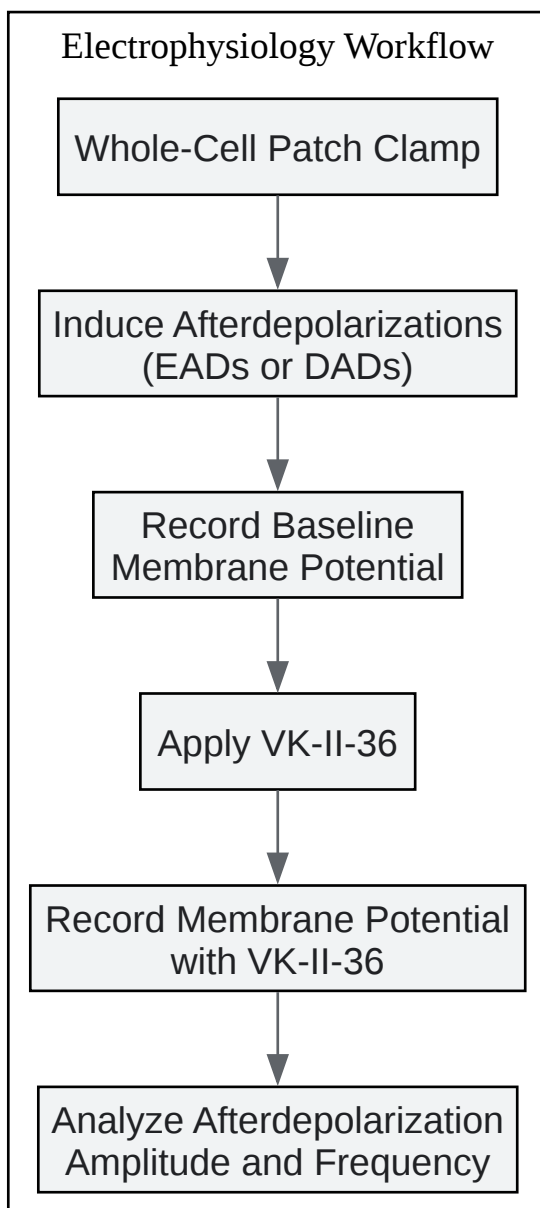 Electrophysiology Workflow
Whole-Cell Patch Clamp
Induce Afterdepolarizations
(EADs or DADs)
Record Baseline
Membrane Potential
Apply VK-II-36
Record Membrane Potential
with VK-II-36
Analyze Afterdepolarization
Amplitude and Frequency